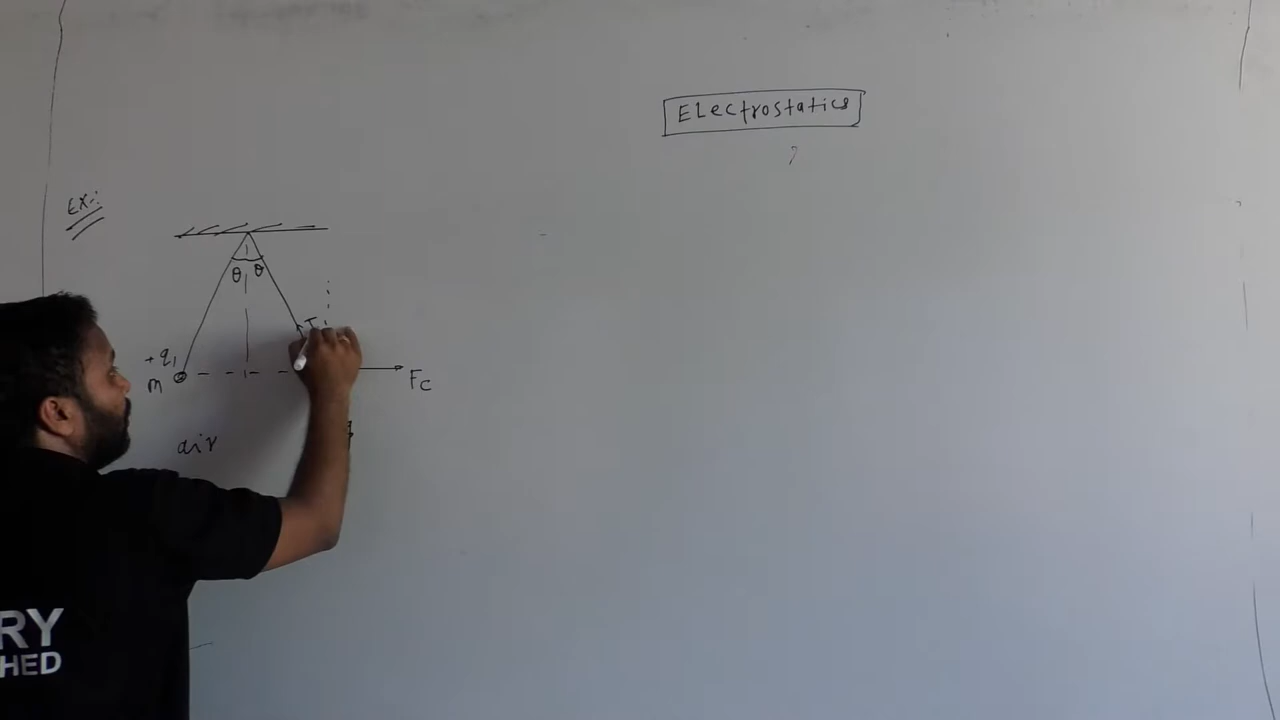 ELectrostatics
Ex:-
θ θ
T
+q1
m
Fc
air
RY
HED